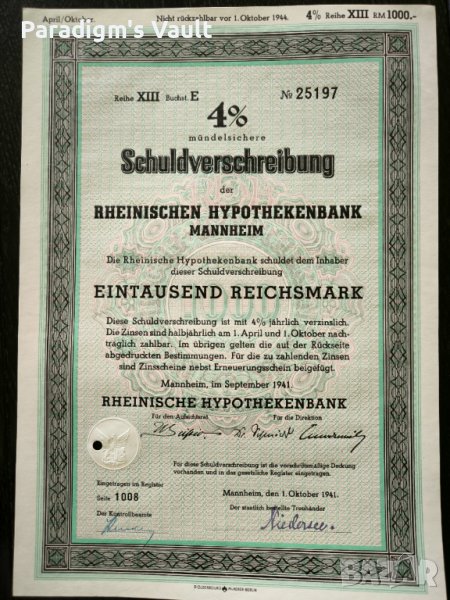 Paradigm's Vault
April/Oktober.
Nicht rückzahlbar vor 1. Oktober 1944.
4% Reihe XIII RM 1000.-
Reihe XIII Buchst. E
№ 25197
4%
mündelsichere
Schuldverschreibung
der
RHEINISCHEN HYPOTHEKENBANK
MANNHEIM
Die Rheinische Hypothekenbank schuldet dem Inhaber
dieser Schuldverschreibung
EINTAUSEND REICHSMARK
Diese Schuldverschreibung ist mit 4% jährlich verzinslich.
Die Zinsen sind halbjährlich am 1. April und 1. Oktober nach-
träglich zahlbar. Im übrigen gelten die auf der Rückseite
abgedruckten Bestimmungen. Für die zu zahlenden Zinsen
sind Zinsscheine nebst Erneuerungsschein beigefügt.
Mannheim, im September 1941.
RHEINISCHE HYPOTHEKENBANK
Für den Aufsichtsrat
Für die Direktion
Für diese Schuldverschreibung ist die vorschriftsmäßige Deckung
vorhanden und in das gesetzliche Register eingetragen.
Eingetragen im Register
Seite 1008
Mannheim, den 1. Oktober 1941.
Der Kontrollbeamte
Der staatlich bestellte Treuhänder
bazar.bg